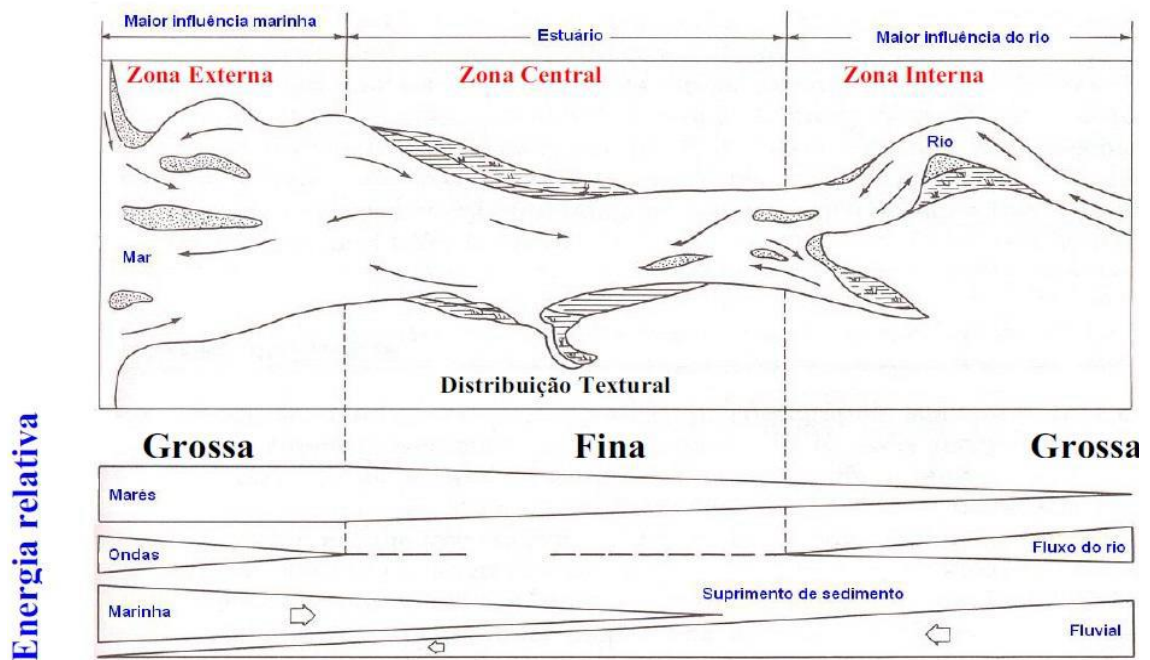 Maior influência marinha
Estuário
Maior influência do rio
Zona Externa
Zona Central
Zona Interna
Rio
Mar
Distribuição Textural
Grossa
Fina
Grossa
Energia relativa
Marés
Ondas
Fluxo do rio
Suprimento de sedimento
Marinha
Fluvial